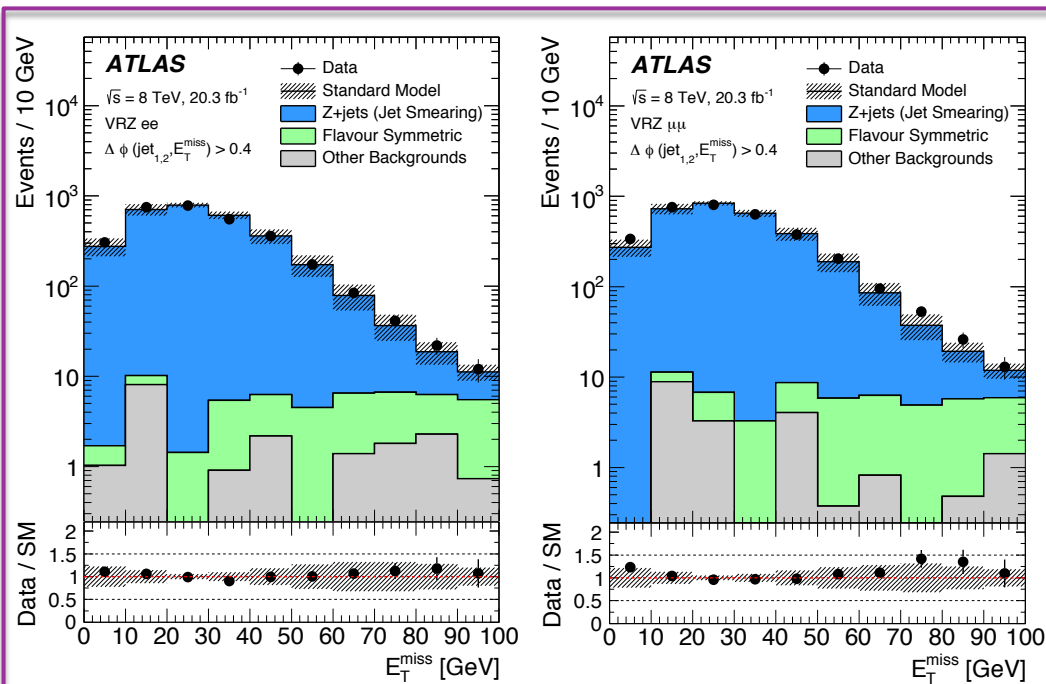 ATLAS
√s = 8 TeV, 20.3 fb⁻¹
VRZ ee
Δ ϕ (jet₁,₂,E_T^miss) > 0.4
Data
Standard Model
Z+jets (Jet Smearing)
Flavour Symmetric
Other Backgrounds
Events / 10 GeV
10⁴
10³
10²
10
1
Data / SM
2
1.5
1
0.5
0
0 10 20 30 40 50 60 70 80 90 100
E_T^miss [GeV]
ATLAS
√s = 8 TeV, 20.3 fb⁻¹
VRZ μμ
Δ ϕ (jet₁,₂,E_T^miss) > 0.4
Data
Standard Model
Z+jets (Jet Smearing)
Flavour Symmetric
Other Backgrounds
Events / 10 GeV
10⁴
10³
10²
10
1
Data / SM
2
1.5
1
0.5
0
0 10 20 30 40 50 60 70 80 90 100
E_T^miss [GeV]